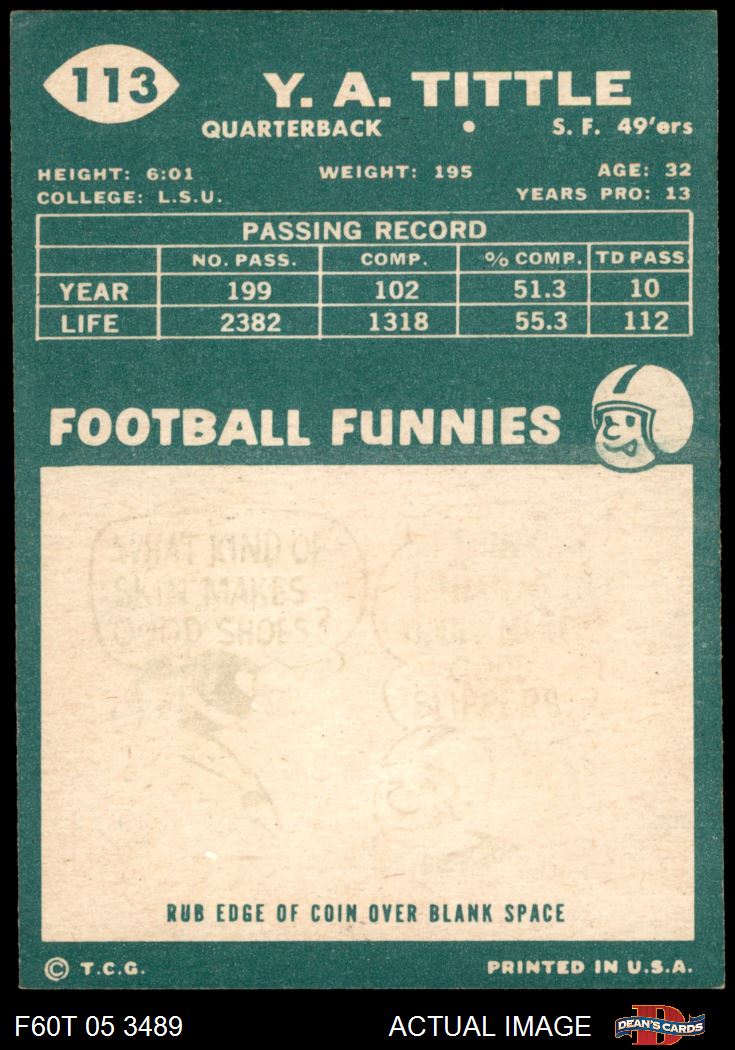 113
Y. A. TITTLE
QUARTERBACK • S. F. 49'ers
HEIGHT: 6:01 WEIGHT: 195 AGE: 32
COLLEGE: L.S.U. YEARS PRO: 13
PASSING RECORD
NO. PASS. COMP. % COMP. TD PASS.
YEAR 199 102 51.3 10
LIFE 2382 1318 55.3 112
FOOTBALL FUNNIES
WHAT KIND OF
SKIN MAKES
GOOD SHOES?
SLIPPERS
RUB EDGE OF COIN OVER BLANK SPACE
© T.C.G. PRINTED IN U.S.A.
F60T 05 3489 ACTUAL IMAGE D DEAN'S CARDS